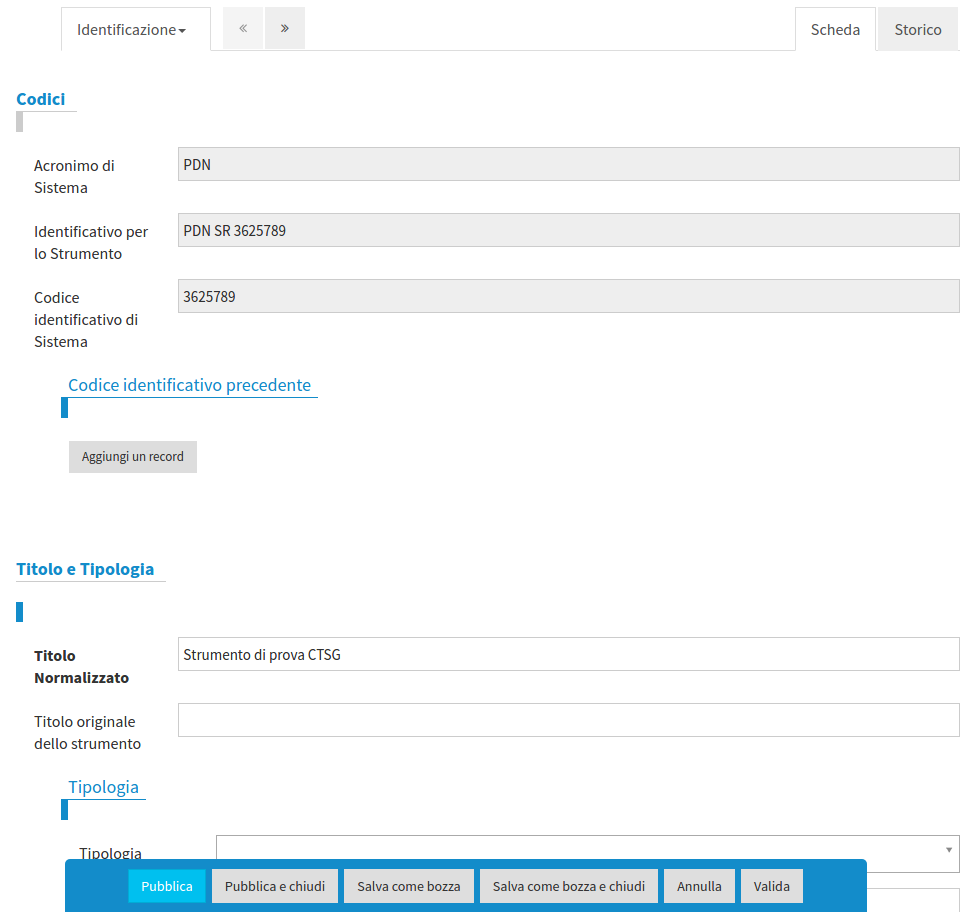 Identificazione
«
»
Scheda
Storico
Codici
Acronimo di
Sistema
PDN
Identificativo per
lo Strumento
PDN SR 3625789
Codice
identificativo di
Sistema
3625789
Codice identificativo precedente
Aggiungi un record
Titolo e Tipologia
Titolo
Normalizzato
Strumento di prova CTSG
Titolo originale
dello strumento
Tipologia
Tipologia
Pubblica
Pubblica e chiudi
Salva come bozza
Salva come bozza e chiudi
Annulla
Valida